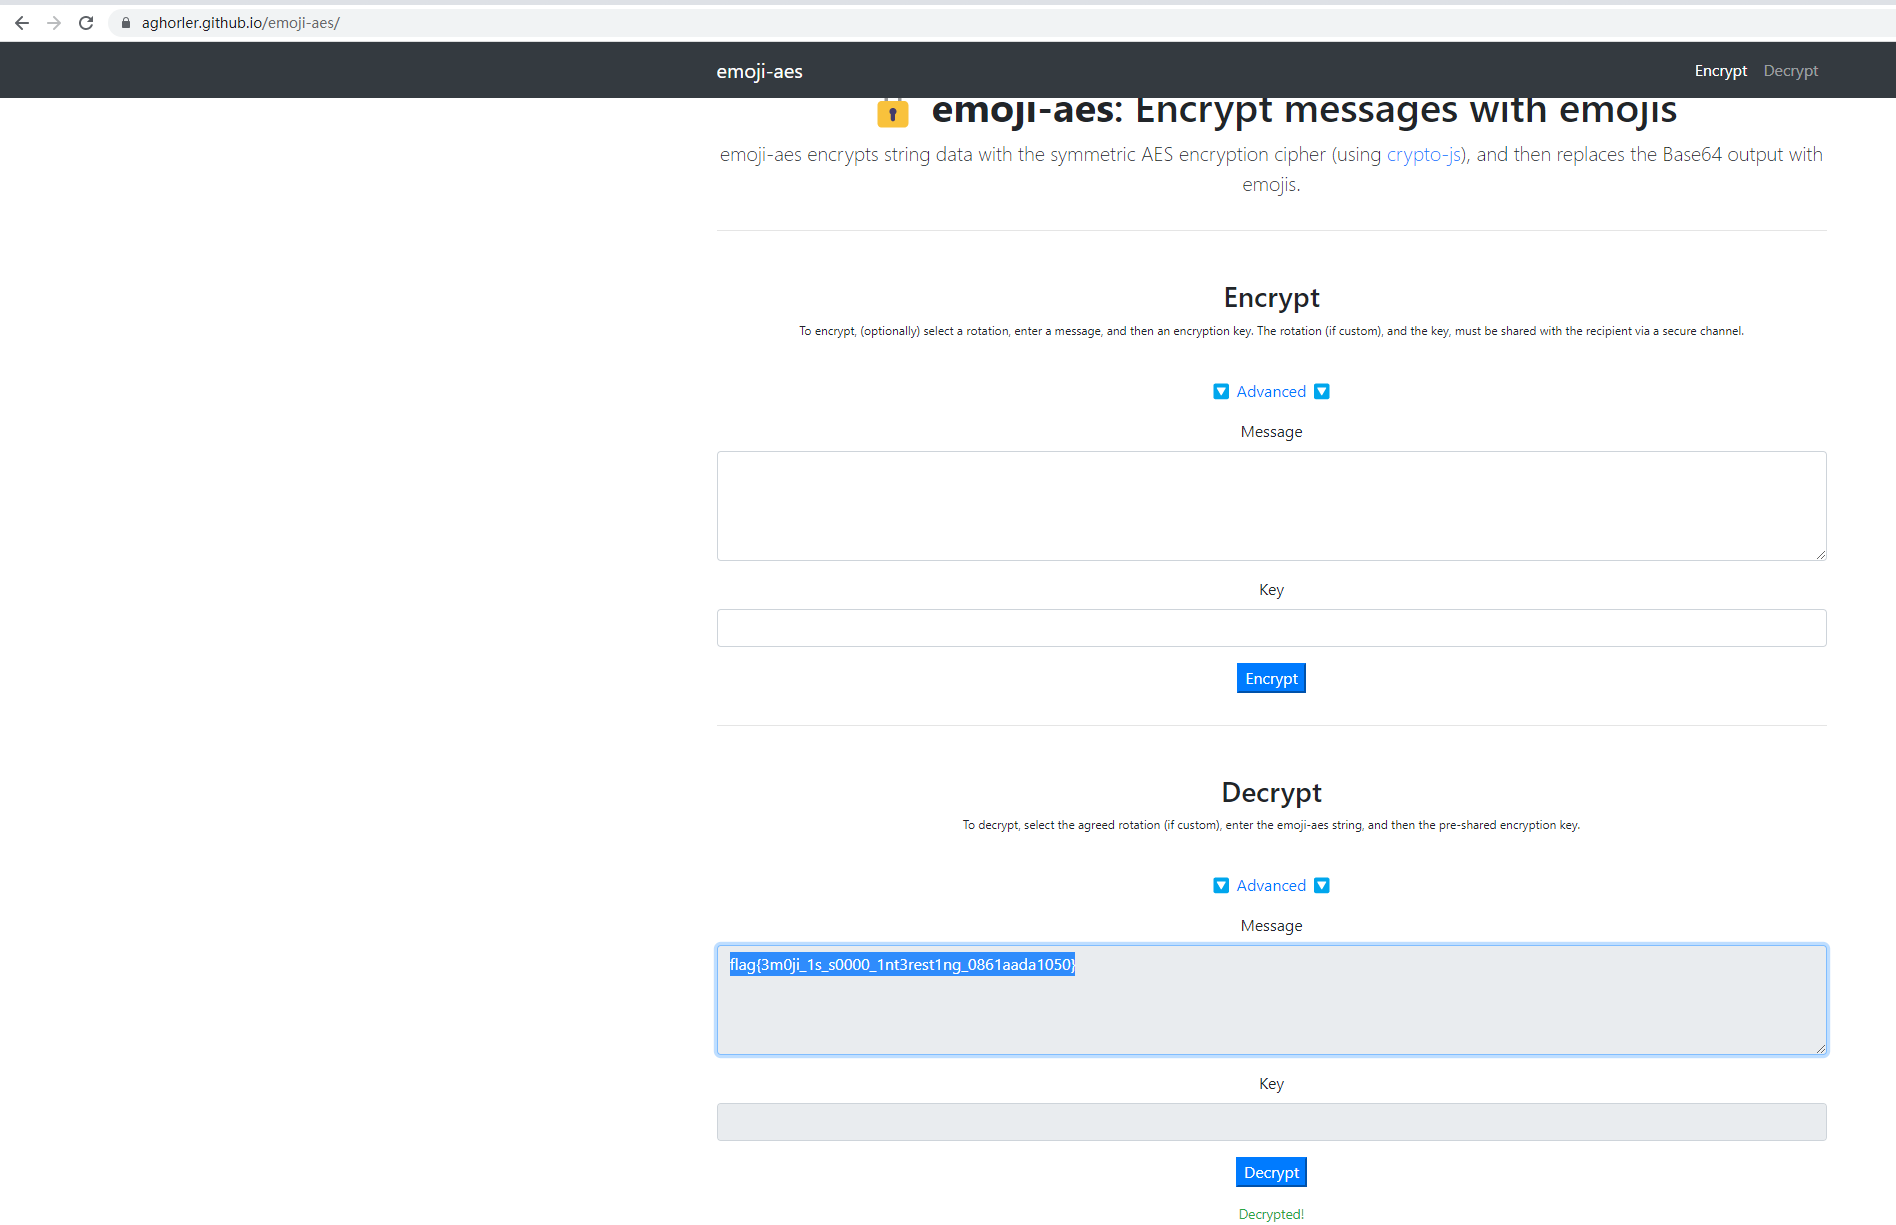 aghorler.github.io/emoji-aes/
emoji-aes
Encrypt
Decrypt
emoji-aes: Encrypt messages with emojis
emoji-aes encrypts string data with the symmetric AES encryption cipher (using crypto-js), and then replaces the Base64 output with
emojis.
Encrypt
To encrypt, (optionally) select a rotation, enter a message, and then an encryption key. The rotation (if custom), and the key, must be shared with the recipient via a secure channel.
Advanced
Message
Key
Encrypt
Decrypt
To decrypt, select the agreed rotation (if custom), enter the emoji-aes string, and then the pre-shared encryption key.
Advanced
Message
flag{3m0ji_1s_s0000_1nt3rest1ng_0861aada1050}
Key
Decrypt
Decrypted!